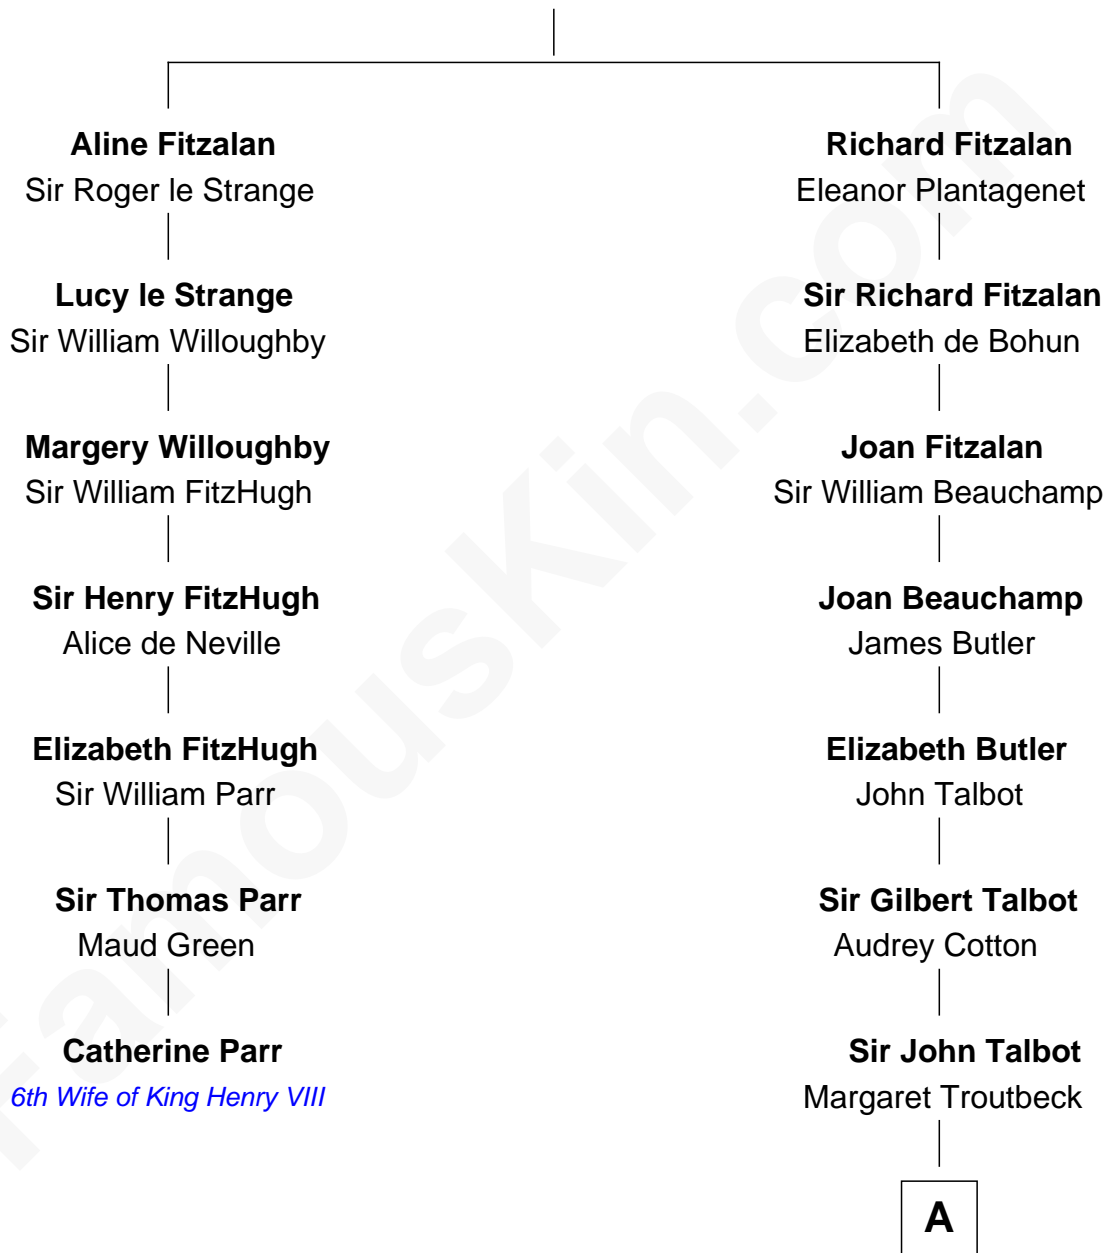 Aline Fitzalan
Sir Roger le Strange
Lucy le Strange
Sir William Willoughby
Margery Willoughby
Sir William FitzHugh
Sir Henry FitzHugh
Alice de Neville
Elizabeth FitzHugh
Sir William Parr
Sir Thomas Parr
Maud Green
Catherine Parr
6th Wife of King Henry VIII
Richard Fitzalan
Eleanor Plantagenet
Sir Richard Fitzalan
Elizabeth de Bohun
Joan Fitzalan
Sir William Beauchamp
Joan Beauchamp
James Butler
Elizabeth Butler
John Talbot
Sir Gilbert Talbot
Audrey Cotton
Sir John Talbot
Margaret Troutbeck
A
FamousKin.com